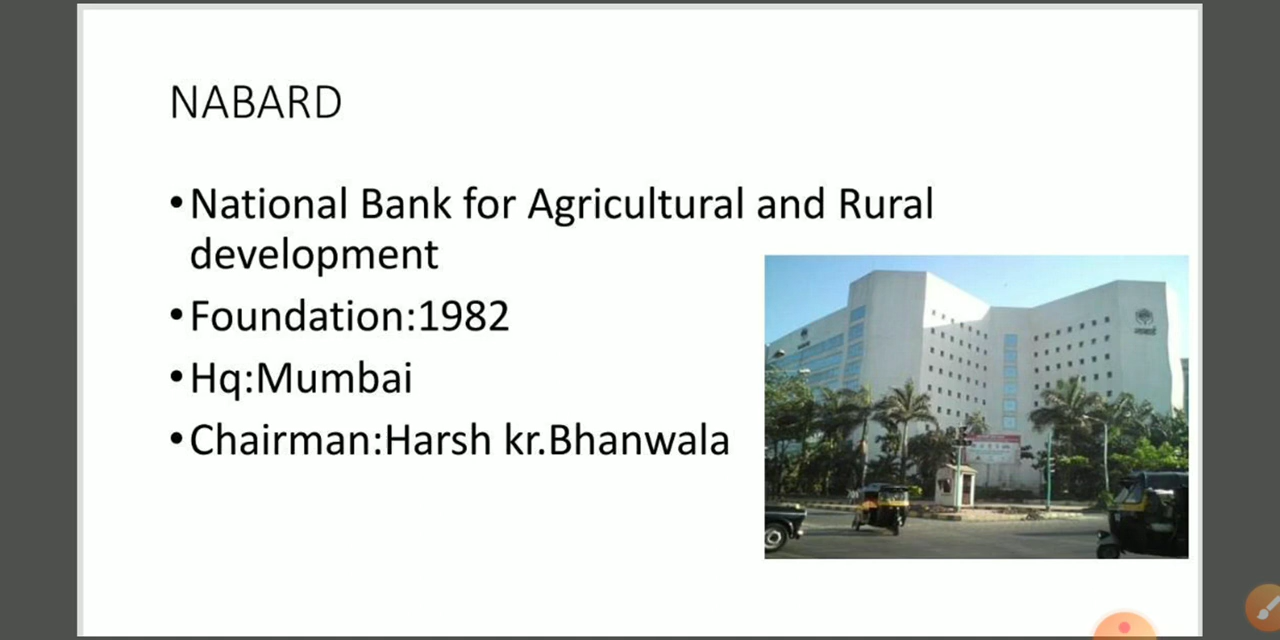 NABARD
•National Bank for Agricultural and Rural
development
•Foundation:1982
•Hq:Mumbai
•Chairman:Harsh kr.Bhanwala